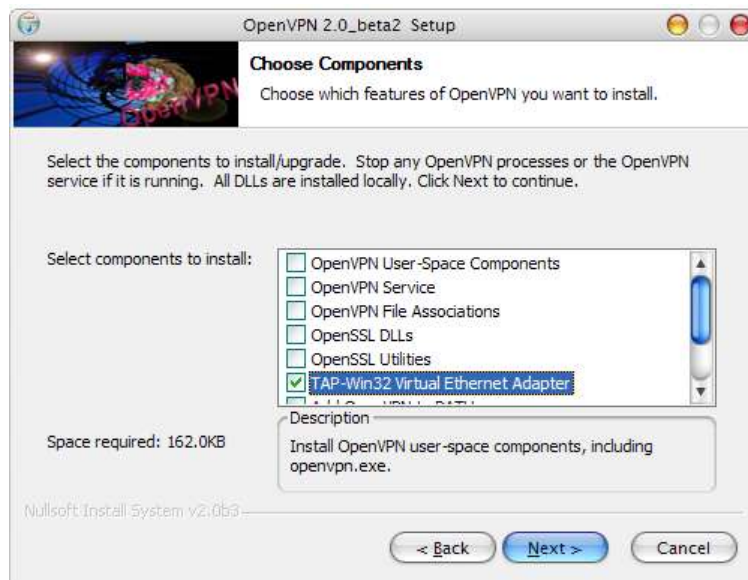 OpenVPN 2.0_beta2 Setup
OpenVPN
Choose Components
Choose which features of OpenVPN you want to install.
Select the components to install/upgrade. Stop any OpenVPN processes or the OpenVPN
service if it is running. All DLLs are installed locally. Click Next to continue.
Select components to install:
OpenVPN User-Space Components
OpenVPN Service
OpenVPN File Associations
OpenSSL DLLs
OpenSSL Utilities
TAP-Win32 Virtual Ethernet Adapter
Description
Space required: 162.0KB
Install OpenVPN user-space components, including
openvpn.exe.
Nullsoft Install System v2.0b3
< Back
Next >
Cancel